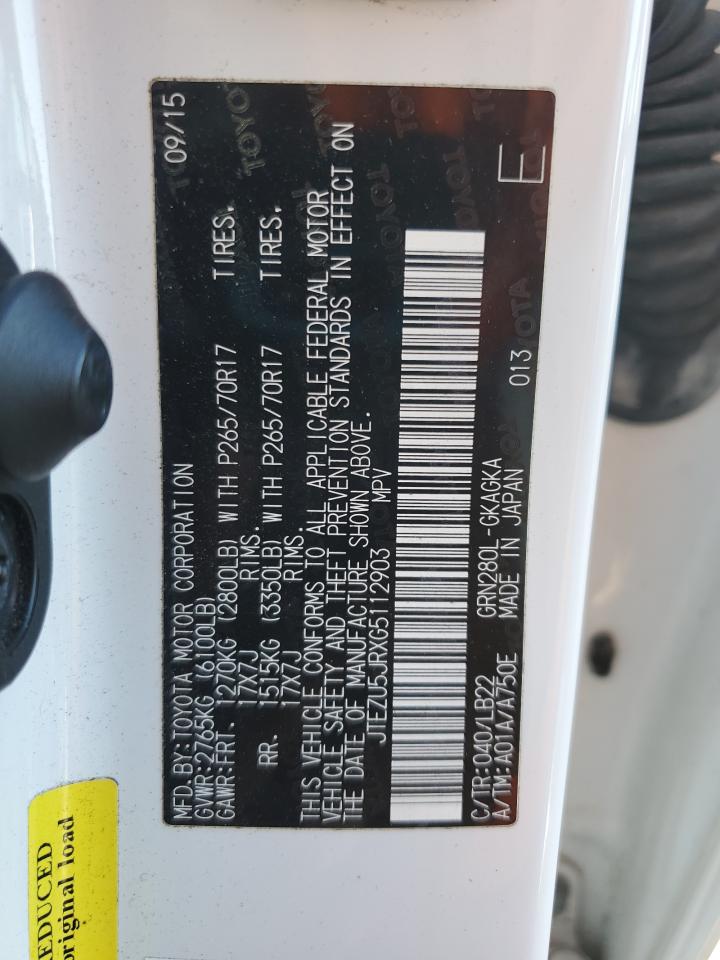 MFD.BY:TOYOTA MOTOR CORPORATION 09/15
GVWR:2765KG (6100LB)
GAWR:FRT. 1270KG (2800LB) WITH P265/70R17 TIRES.
17X7J RIMS.
RR. 1515KG (3350LB) WITH P265/70R17 TIRES.
17X7J RIMS.
THIS VEHICLE CONFORMS TO ALL APPLICABLE FEDERAL MOTOR
VEHICLE SAFETY AND THEFT PREVENTION STANDARDS IN EFFECT ON
THE DATE OF MANUFACTURE SHOWN ABOVE.
JTEZU5JRXG5112903 MPV
C/TR:040/LB22 GRN280L-GKAGKA 013 E
A/TM:A01A/A750E MADE IN JAPAN
REDUCED
original load